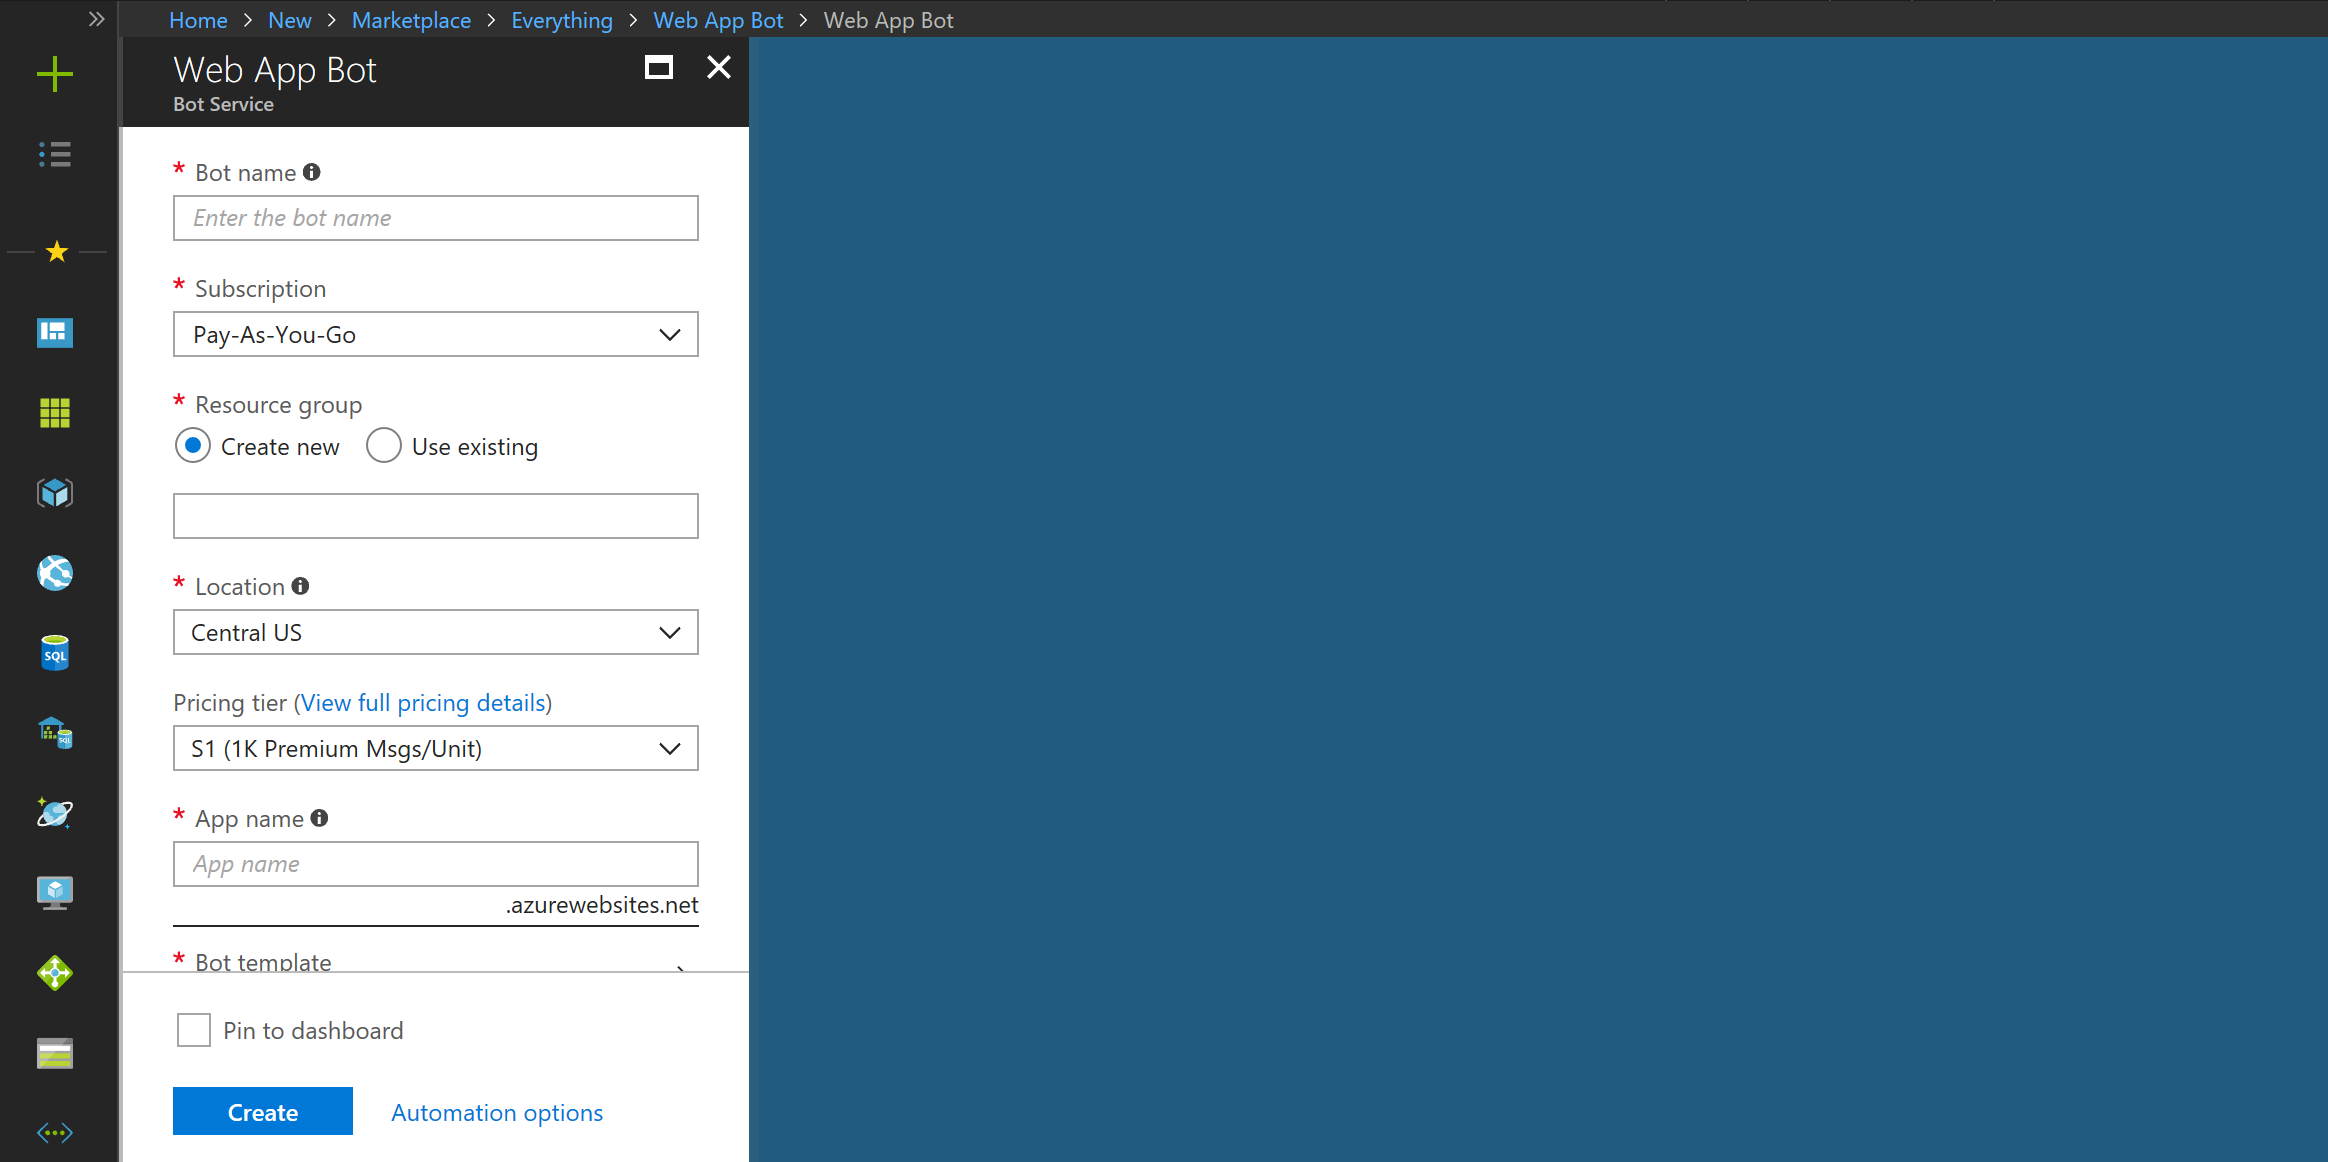 Home > New > Marketplace > Everything > Web App Bot > Web App Bot
Web App Bot
Bot Service
* Bot name
Enter the bot name
* Subscription
Pay-As-You-Go
* Resource group
Create new Use existing
* Location
Central US
Pricing tier (View full pricing details)
S1 (1K Premium Msgs/Unit)
* App name
App name
.azurewebsites.net
* Bot template
Pin to dashboard
Create Automation options
SQL
SQL